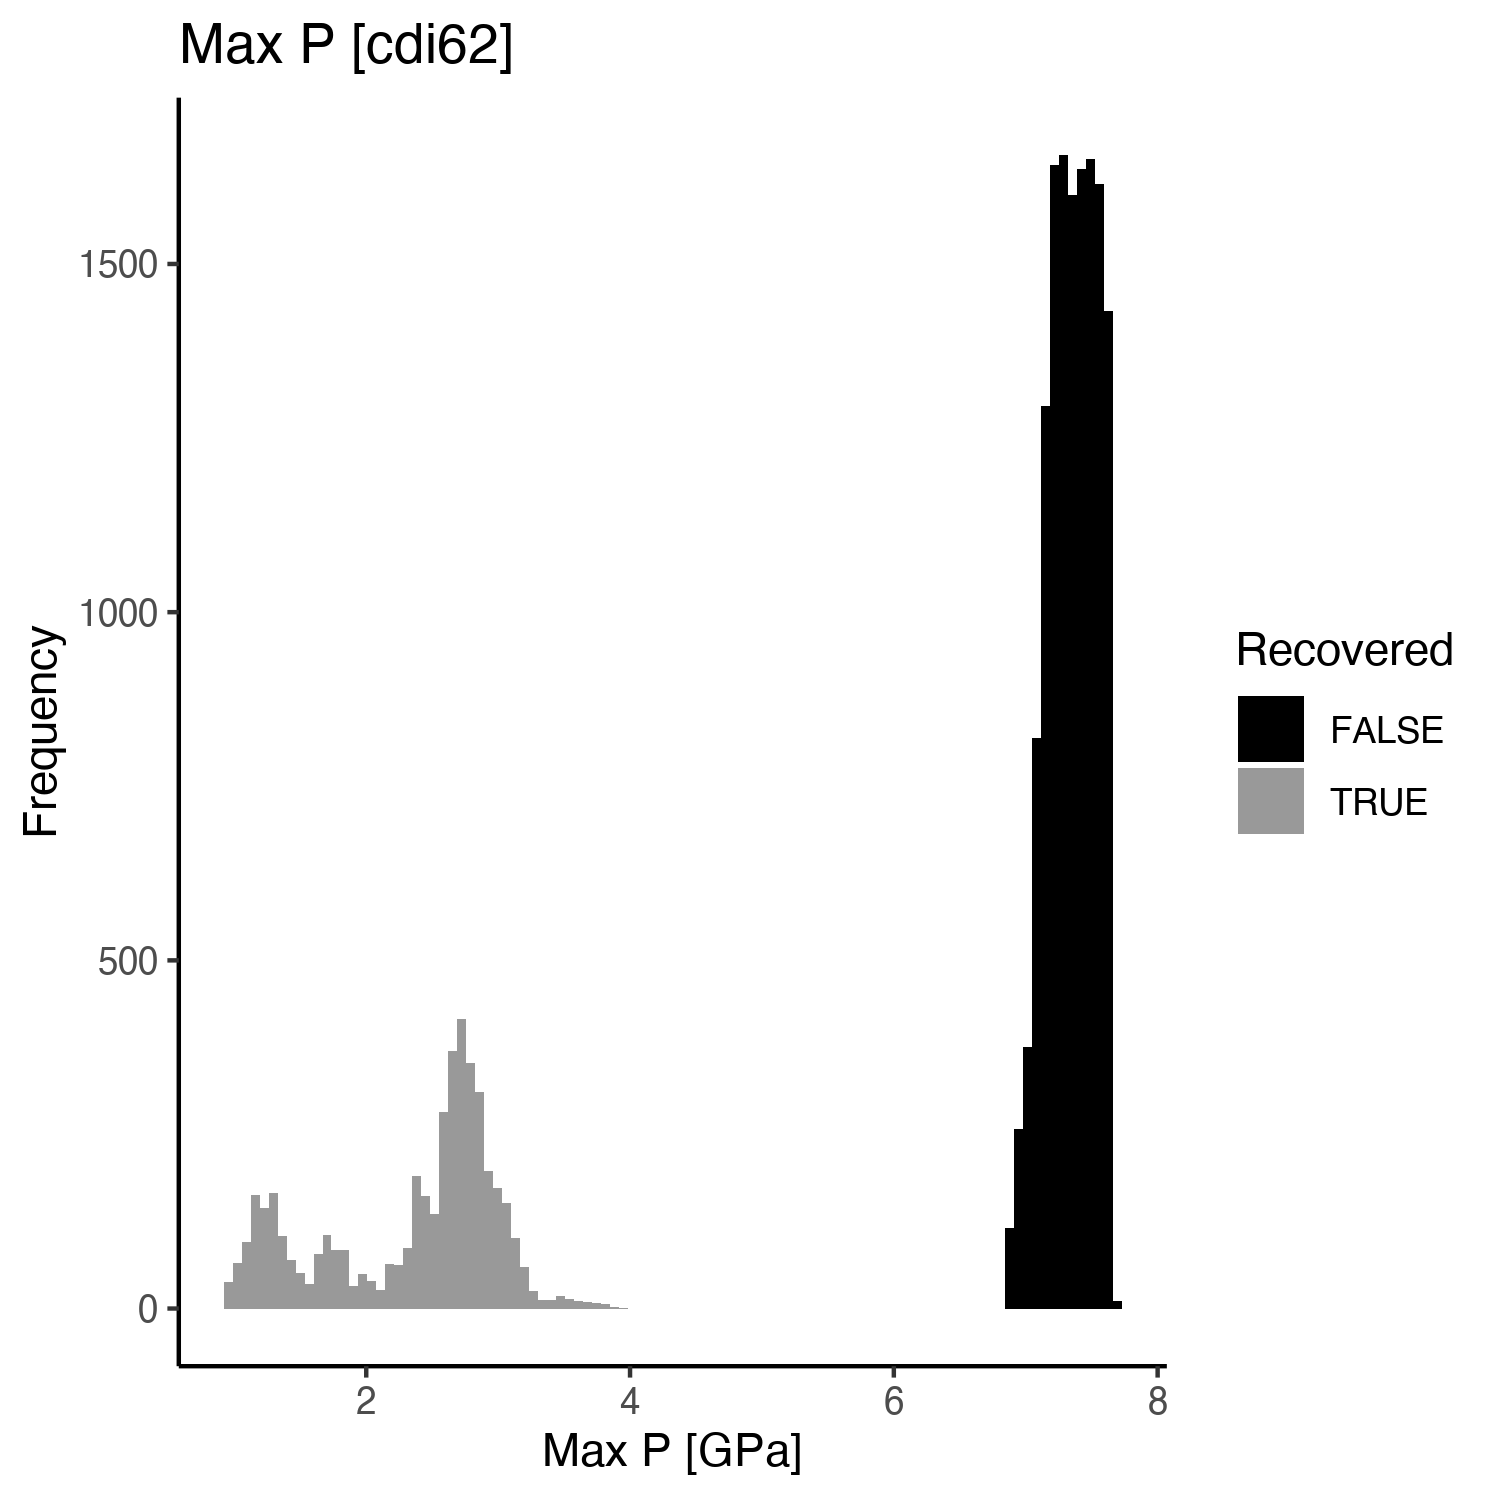 Max P [cdi62]
Frequency
1500
1000
500
0
2 4 6 8
Max P [GPa]
Recovered
FALSE
TRUE